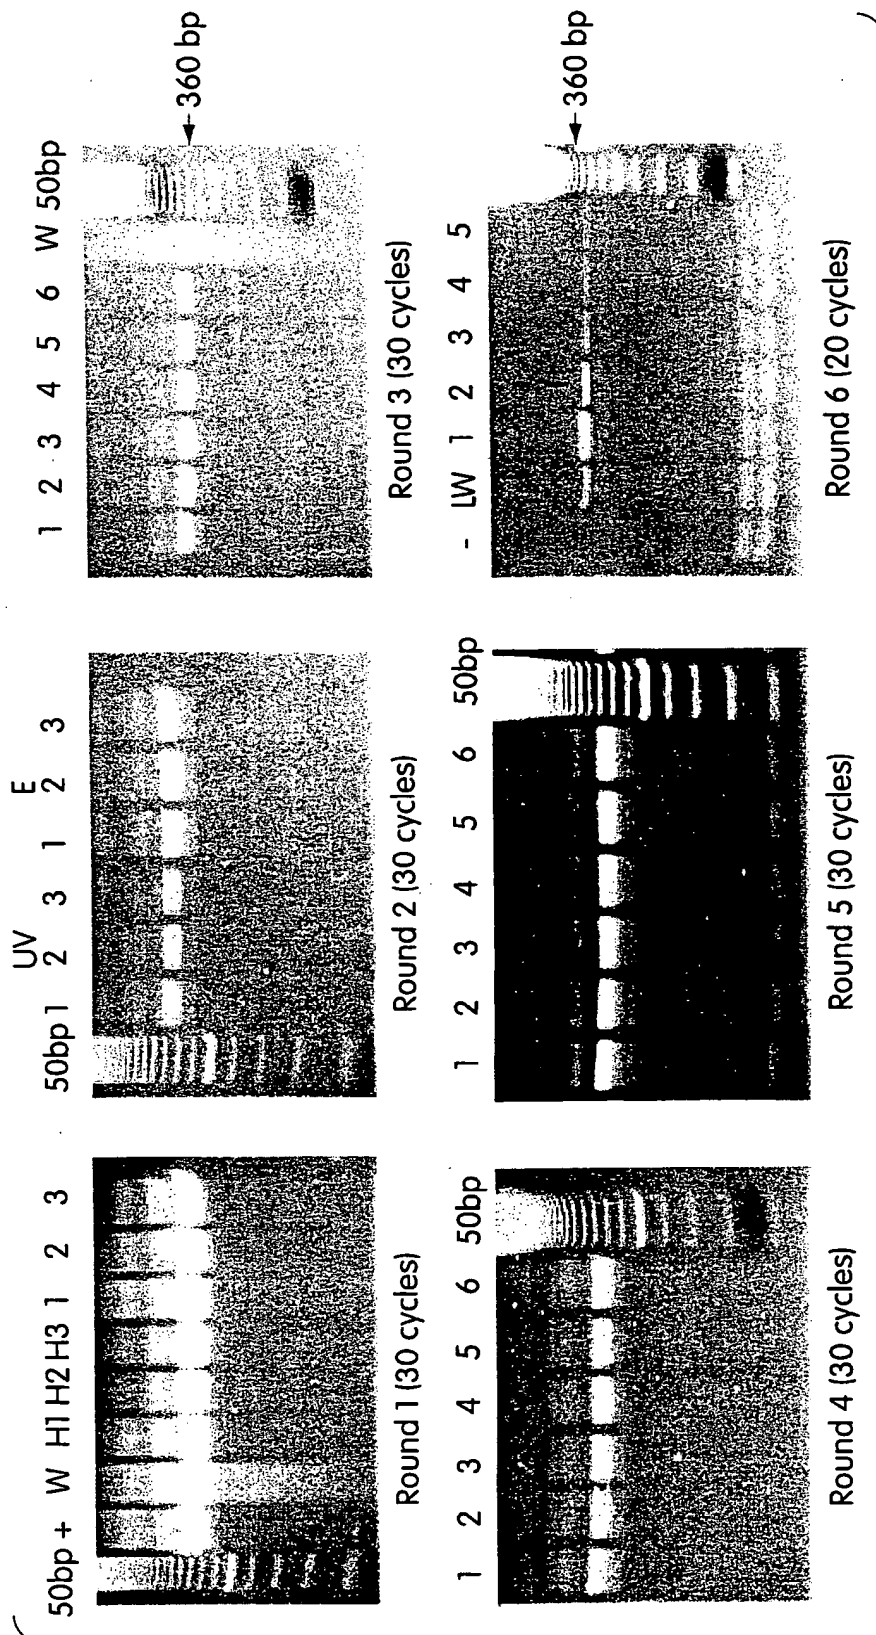 50bp + W H1 H2 H3 1 2 3
Round 1 (30 cycles)
UV E
50bp 1 2 3 1 2 3
Round 2 (30 cycles)
1 2 3 4 5 6 W 50bp
360 bp
Round 3 (30 cycles)
1 2 3 4 5 6 50bp
Round 4 (30 cycles)
1 2 3 4 5 6 50bp
Round 5 (30 cycles)
- LW 1 2 3 4 5
360 bp
Round 6 (20 cycles)